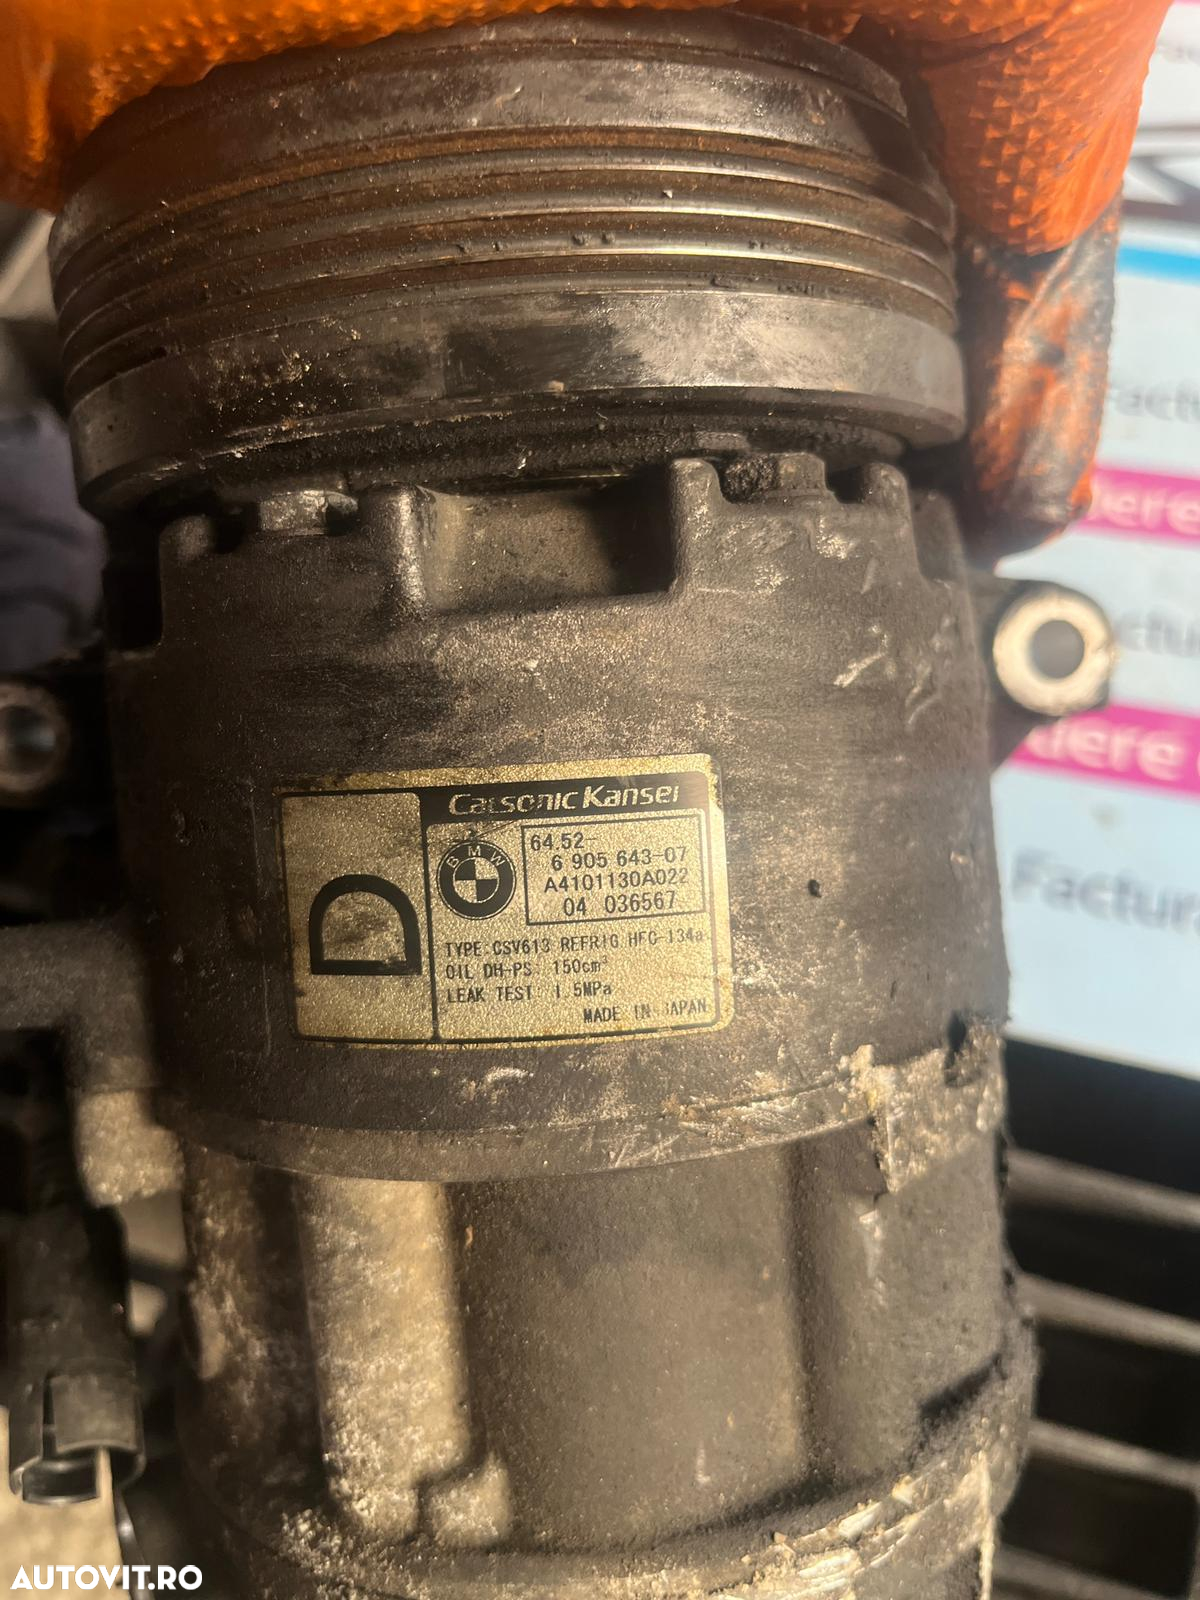 Calsonic Kansei
D
BMW
64.52
6 905 643-07
A4101130A022
04 036567
TYPE CSV613 REFRIG HFC-134a
OIL DH-PS 150cm³
LEAK TEST 1.5MPa
MADE IN JAPAN
Factur
AUTOVIT.RO